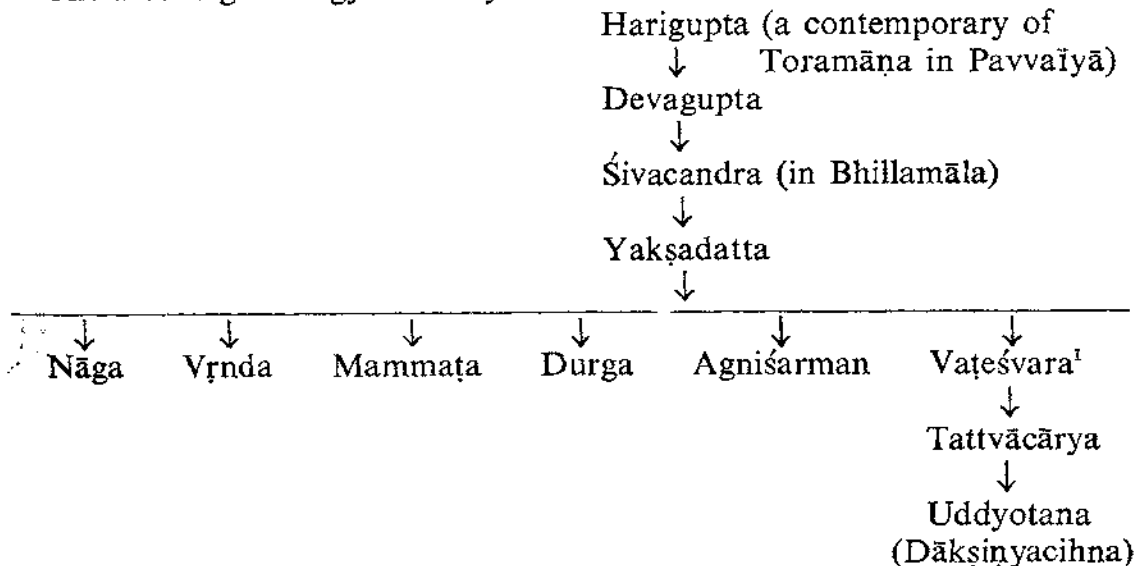 Harigupta (a contemporary of
↓ Toramāṇa in Pavvaīyā)
Devagupta
↓
Śivacandra (in Bhillamāla)
↓
Yakṣadatta
↓
↓ ↓ ↓ ↓ ↓ ↓
Nāga Vṛnda Mammaṭa Durga Agniśarman Vaṭeśvara¹
↓
Tattvācārya
↓
Uddyotana
(Dākṣiṇyacihna)